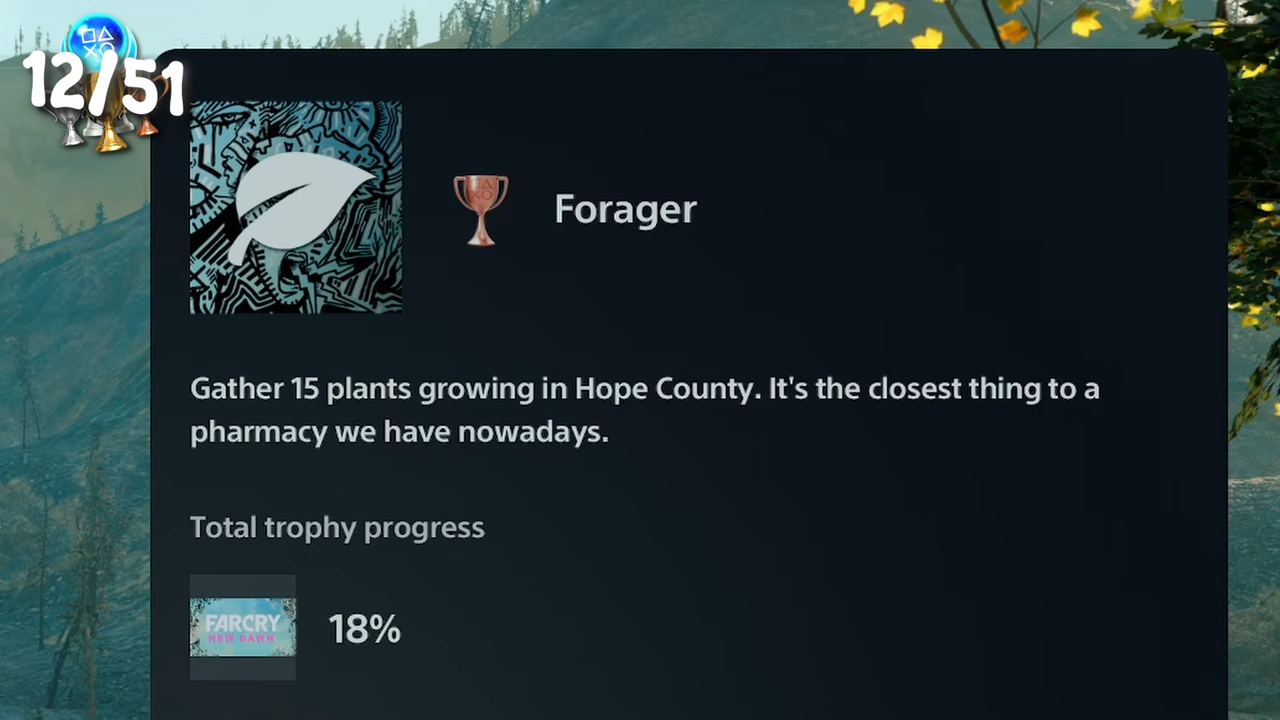 12/51
Forager
Gather 15 plants growing in Hope County. It's the closest thing to a
pharmacy we have nowadays.
Total trophy progress
FARCRY
NEW DAWN
18%